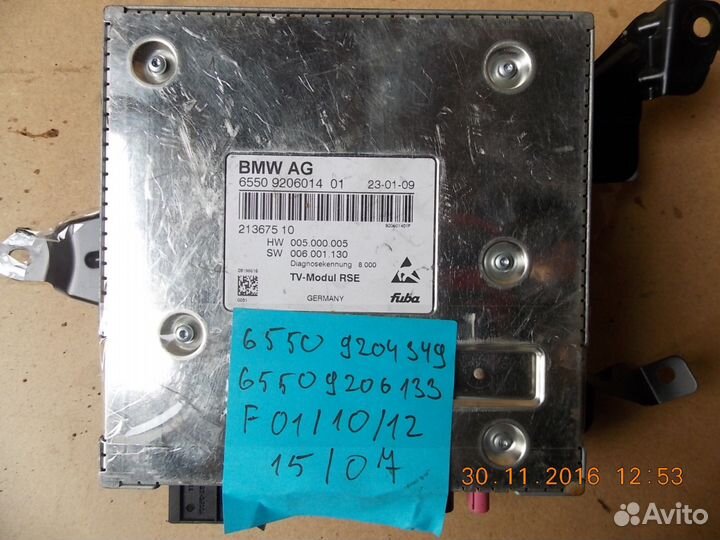 BMW AG
6550 9206014 01 23-01-09
213675 10
HW 005.000.005
SW 006.001.130
Diagnosekennung 8 000
TV-Modul RSE
GERMANY
fuba
6550 9204349
6550 9206133
F 01/10/12
15/07
30.11.2016 12:53
Avito